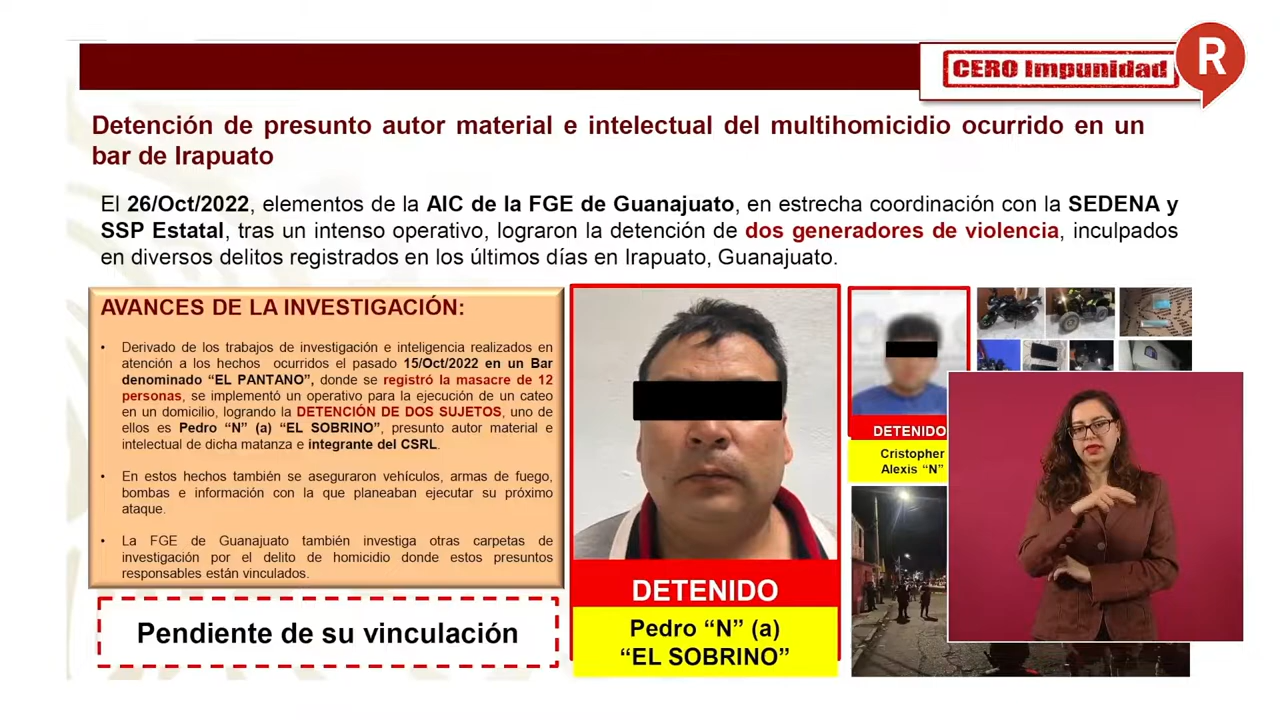 CERO Impunidad
R
Detención de presunto autor material e intelectual del multihomicidio ocurrido en un
bar de Irapuato
El 26/Oct/2022, elementos de la AIC de la FGE de Guanajuato, en estrecha coordinación con la SEDENA y
SSP Estatal, tras un intenso operativo, lograron la detención de dos generadores de violencia, inculpados
en diversos delitos registrados en los últimos días en Irapuato, Guanajuato.
AVANCES DE LA INVESTIGACIÓN:
• Derivado de los trabajos de investigación e inteligencia realizados en
atención a los hechos ocurridos el pasado 15/Oct/2022 en un Bar
denominado “EL PANTANO”, donde se registró la masacre de 12
personas, se implementó un operativo para la ejecución de un cateo
en un domicilio, logrando la DETENCIÓN DE DOS SUJETOS, uno de
ellos es Pedro “N” (a) “EL SOBRINO”, presunto autor material e
intelectual de dicha matanza e integrante del CSRL.
• En estos hechos también se aseguraron vehículos, armas de fuego,
bombas e información con la que planeaban ejecutar su próximo
ataque.
• La FGE de Guanajuato también investiga otras carpetas de
investigación por el delito de homicidio donde estos presuntos
responsables están vinculados.
Pendiente de su vinculación
DETENIDO
Pedro “N” (a)
“EL SOBRINO”
DETENIDO
Cristopher
Alexis “N”